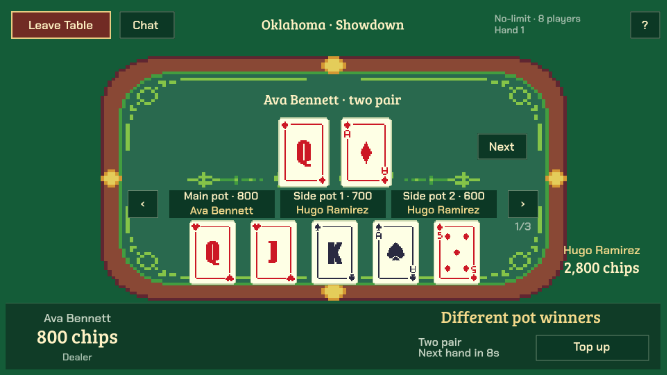 Leave Table
Chat
Oklahoma · Showdown
No-limit · 8 players
Hand 1
?
Ava Bennett · two pair
Q
A
A
Next
‹
Main pot · 800
Ava Bennett
Side pot 1 · 700
Hugo Ramirez
Side pot 2 · 600
Hugo Ramirez
›
1/3
Q
J
K
A
A
5
5
Hugo Ramirez
2,800 chips
Ava Bennett
800 chips
Dealer
Different pot winners
Two pair
Next hand in 8s
Top up